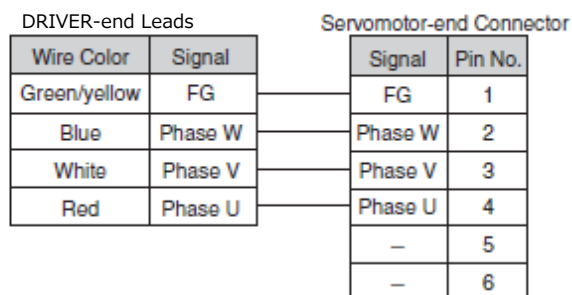 DRIVER-end Leads Servomotor-end Connector
Wire Color Signal Signal Pin No.
Green/yellow FG FG 1
Blue Phase W Phase W 2
White Phase V Phase V 3
Red Phase U Phase U 4
– 5
– 6